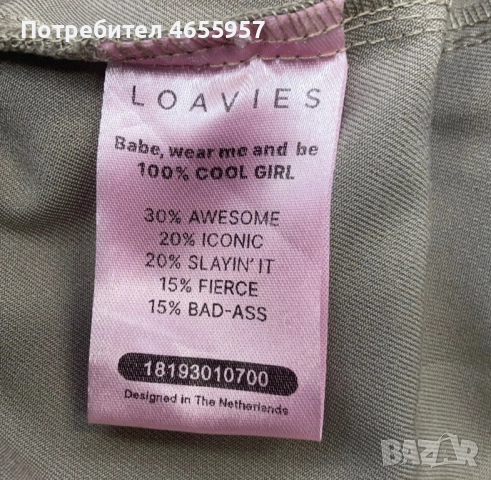 Потребител 4655957
LOAVIES
Babe, wear me and be
100% COOL GIRL
30% AWESOME
20% ICONIC
20% SLAYIN' IT
15% FIERCE
15% BAD-ASS
18193010700
Designed in The Netherlands
BAZAR